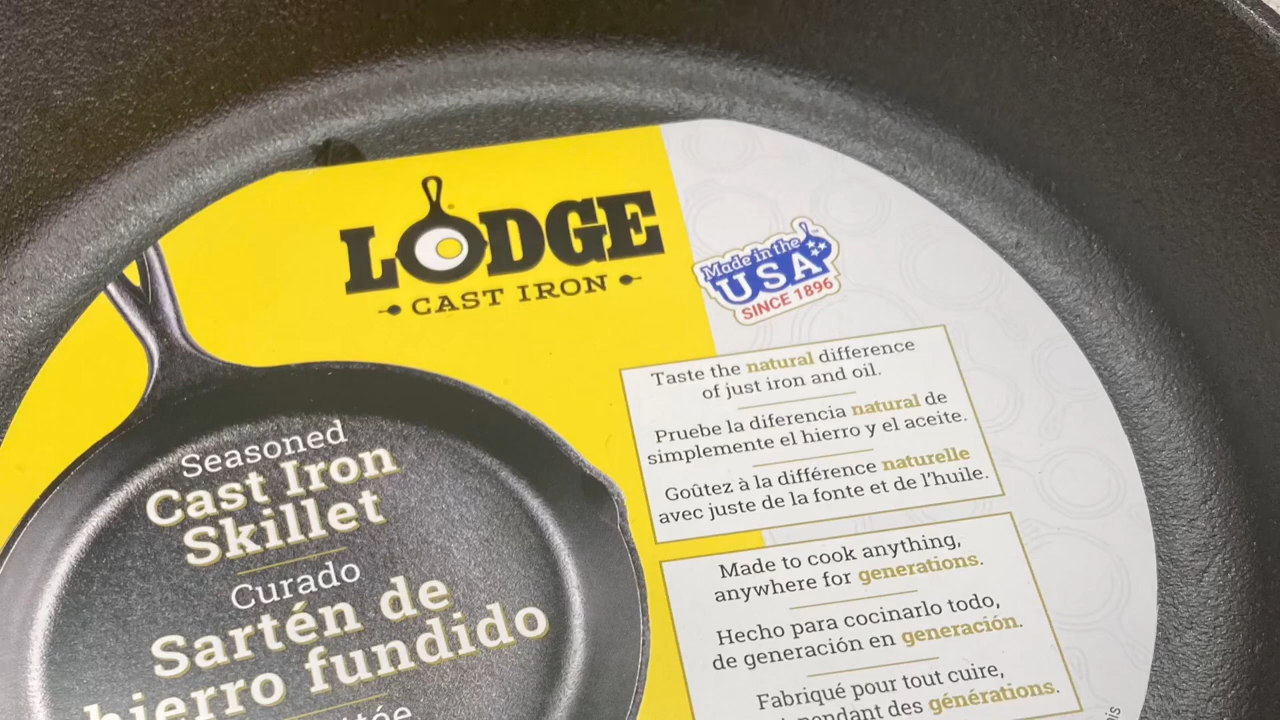 LODGE
CAST IRON
Made in the
USA
SINCE 1896
Taste the natural difference
of just iron and oil.
Pruebe la diferencia natural de
simplemente el hierro y el aceite.
Goûtez à la différence naturelle
avec juste de la fonte et de l'huile.
Made to cook anything,
anywhere for generations.
Hecho para cocinarlo todo,
de generación en generación.
Fabriqué pour tout cuire,
pendant des générations.
Seasoned
Cast Iron
Skillet
Curado
Sartén de
hierro fundido